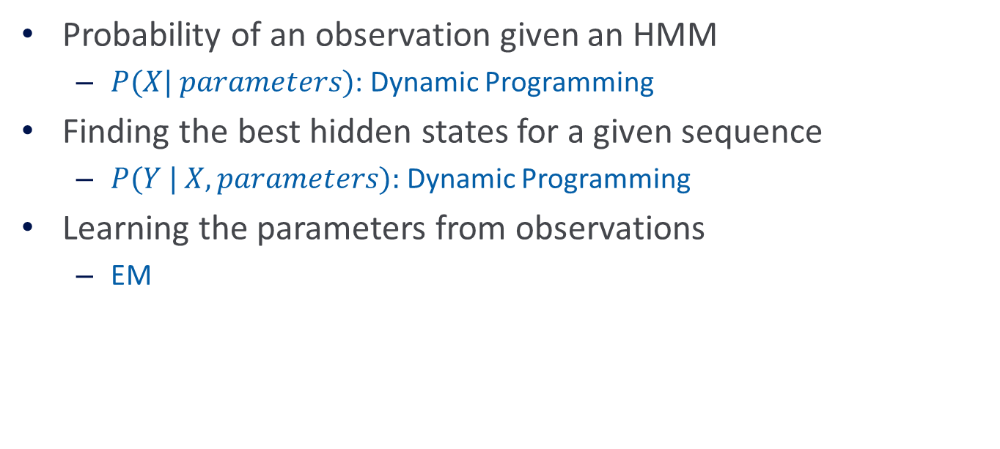 • Probability of an observation given an HMM
– P(X| parameters): Dynamic Programming
• Finding the best hidden states for a given sequence
– P(Y | X, parameters): Dynamic Programming
• Learning the parameters from observations
– EM